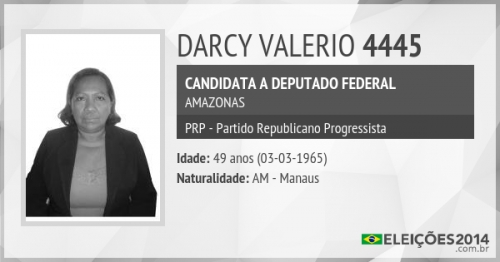 DARCY VALERIO 4445
CANDIDATA A DEPUTADO FEDERAL
AMAZONAS
PRP - Partido Republicano Progressista
Idade: 49 anos (03-03-1965)
Naturalidade: AM - Manaus
ELEIÇÕES2014
.com.br